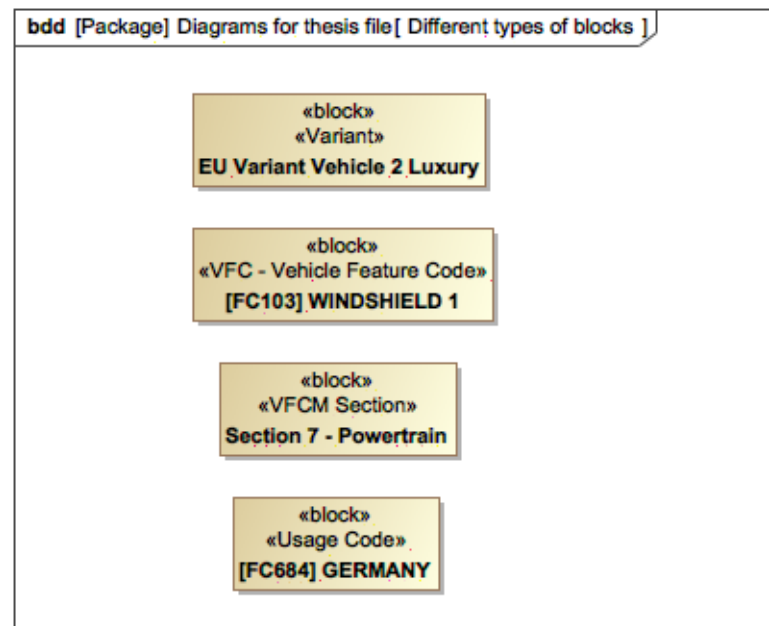 bdd [Package] Diagrams for thesis file[ Different types of blocks ]
«block»
«Variant»
EU Variant Vehicle 2 Luxury
«block»
«VFC - Vehicle Feature Code»
[FC103] WINDSHIELD 1
«block»
«VFCM Section»
Section 7 - Powertrain
«block»
«Usage Code»
[FC684] GERMANY